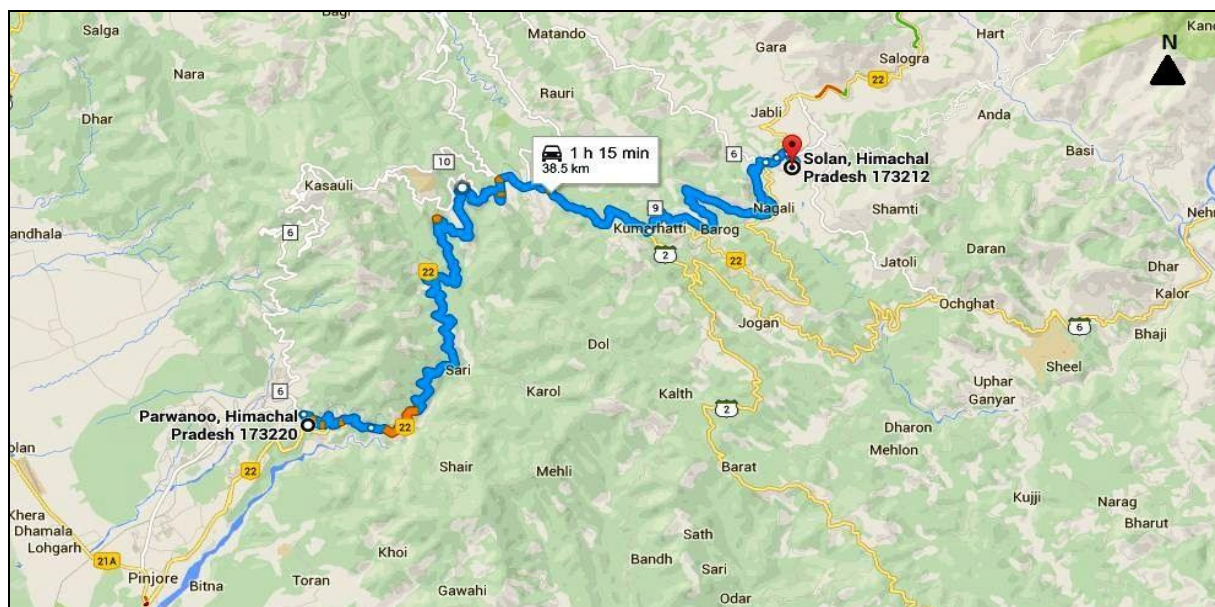 Salga
Bagi
Matando
Hart
Kand
N
Gara
Salogra
22
Nara
Rauri
Jabli
Anda
Dhar
1 h 15 min
38.5 km
6
Basi
10
Solan, Himachal
Pradesh 173212
Kasauli
Nagali
Shamti
9
Nehr
6
Kumarhatti
Barog
andhala
2
22
Daran
Dhar
22
Jatoli
Kalor
Ochghat
Jogan
6
Bhaji
Dol
Sheel
Sari
6
Karol
Kalth
Uphar
Ganyar
Parwanoo, Himachal
Pradesh 173220
2
22
Dharon
olan
Mehlon
22
Shair
Mehli
Barat
Kujji
Narag
Khera
Bharut
Dhamala
Sath
Lohgarh
Khoi
Bandh
21A
Sari
Pinjore
Bitna
Toran
Gawahi
Odar